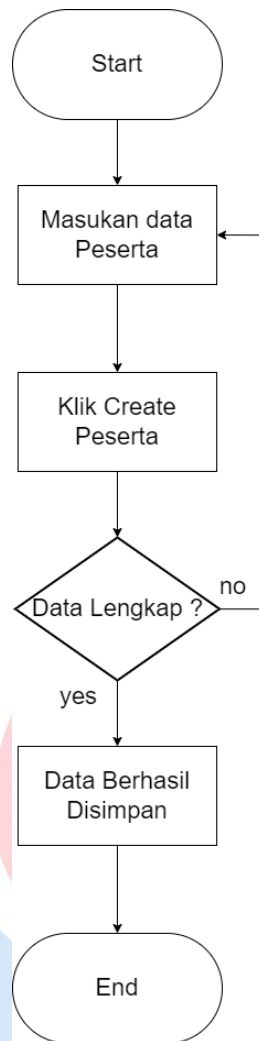 Start
Masukan data
Peserta
Klik Create
Peserta
Data Lengkap ?
no
yes
Data Berhasil
Disimpan
End